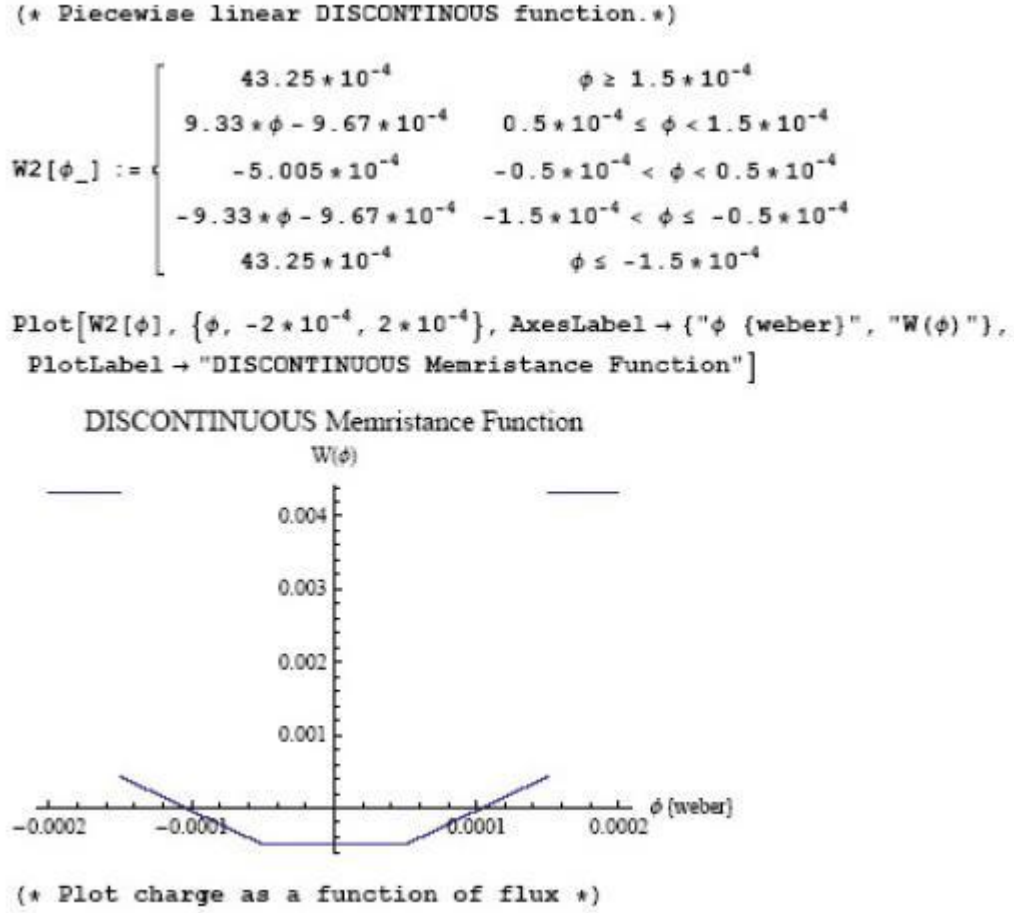 (* Piecewise linear DISCONTINOUS function.*)
43.25*10^-4 ϕ ≥ 1.5*10^-4
9.33*ϕ - 9.67*10^-4 0.5*10^-4 ≤ ϕ < 1.5*10^-4
W2[ϕ_] := -5.005*10^-4 -0.5*10^-4 < ϕ < 0.5*10^-4
-9.33*ϕ - 9.67*10^-4 -1.5*10^-4 < ϕ ≤ -0.5*10^-4
43.25*10^-4 ϕ ≤ -1.5*10^-4
Plot[W2[ϕ], {ϕ, -2*10^-4, 2*10^-4}, AxesLabel → {"ϕ {weber}", "W(ϕ)"},
PlotLabel → "DISCONTINUOUS Memristance Function"]
DISCONTINUOUS Memristance Function
W(ϕ)
0.004
0.003
0.002
0.001
ϕ {weber}
-0.0002 -0.0001 0.0001 0.0002
(* Plot charge as a function of flux *)